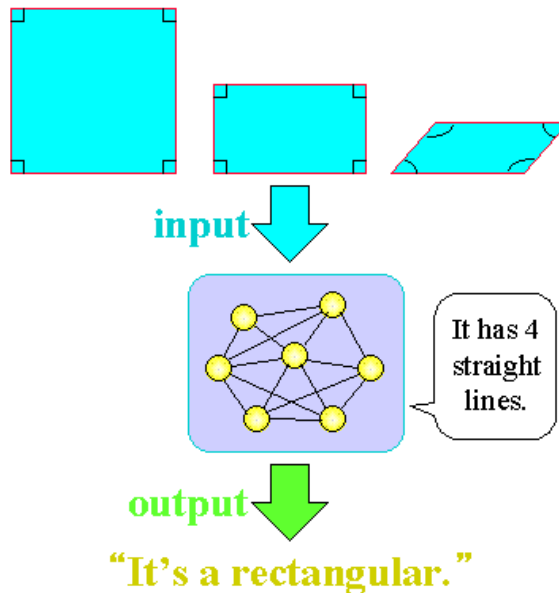 input
It has 4
straight
lines.
output
“It's a rectangular.”